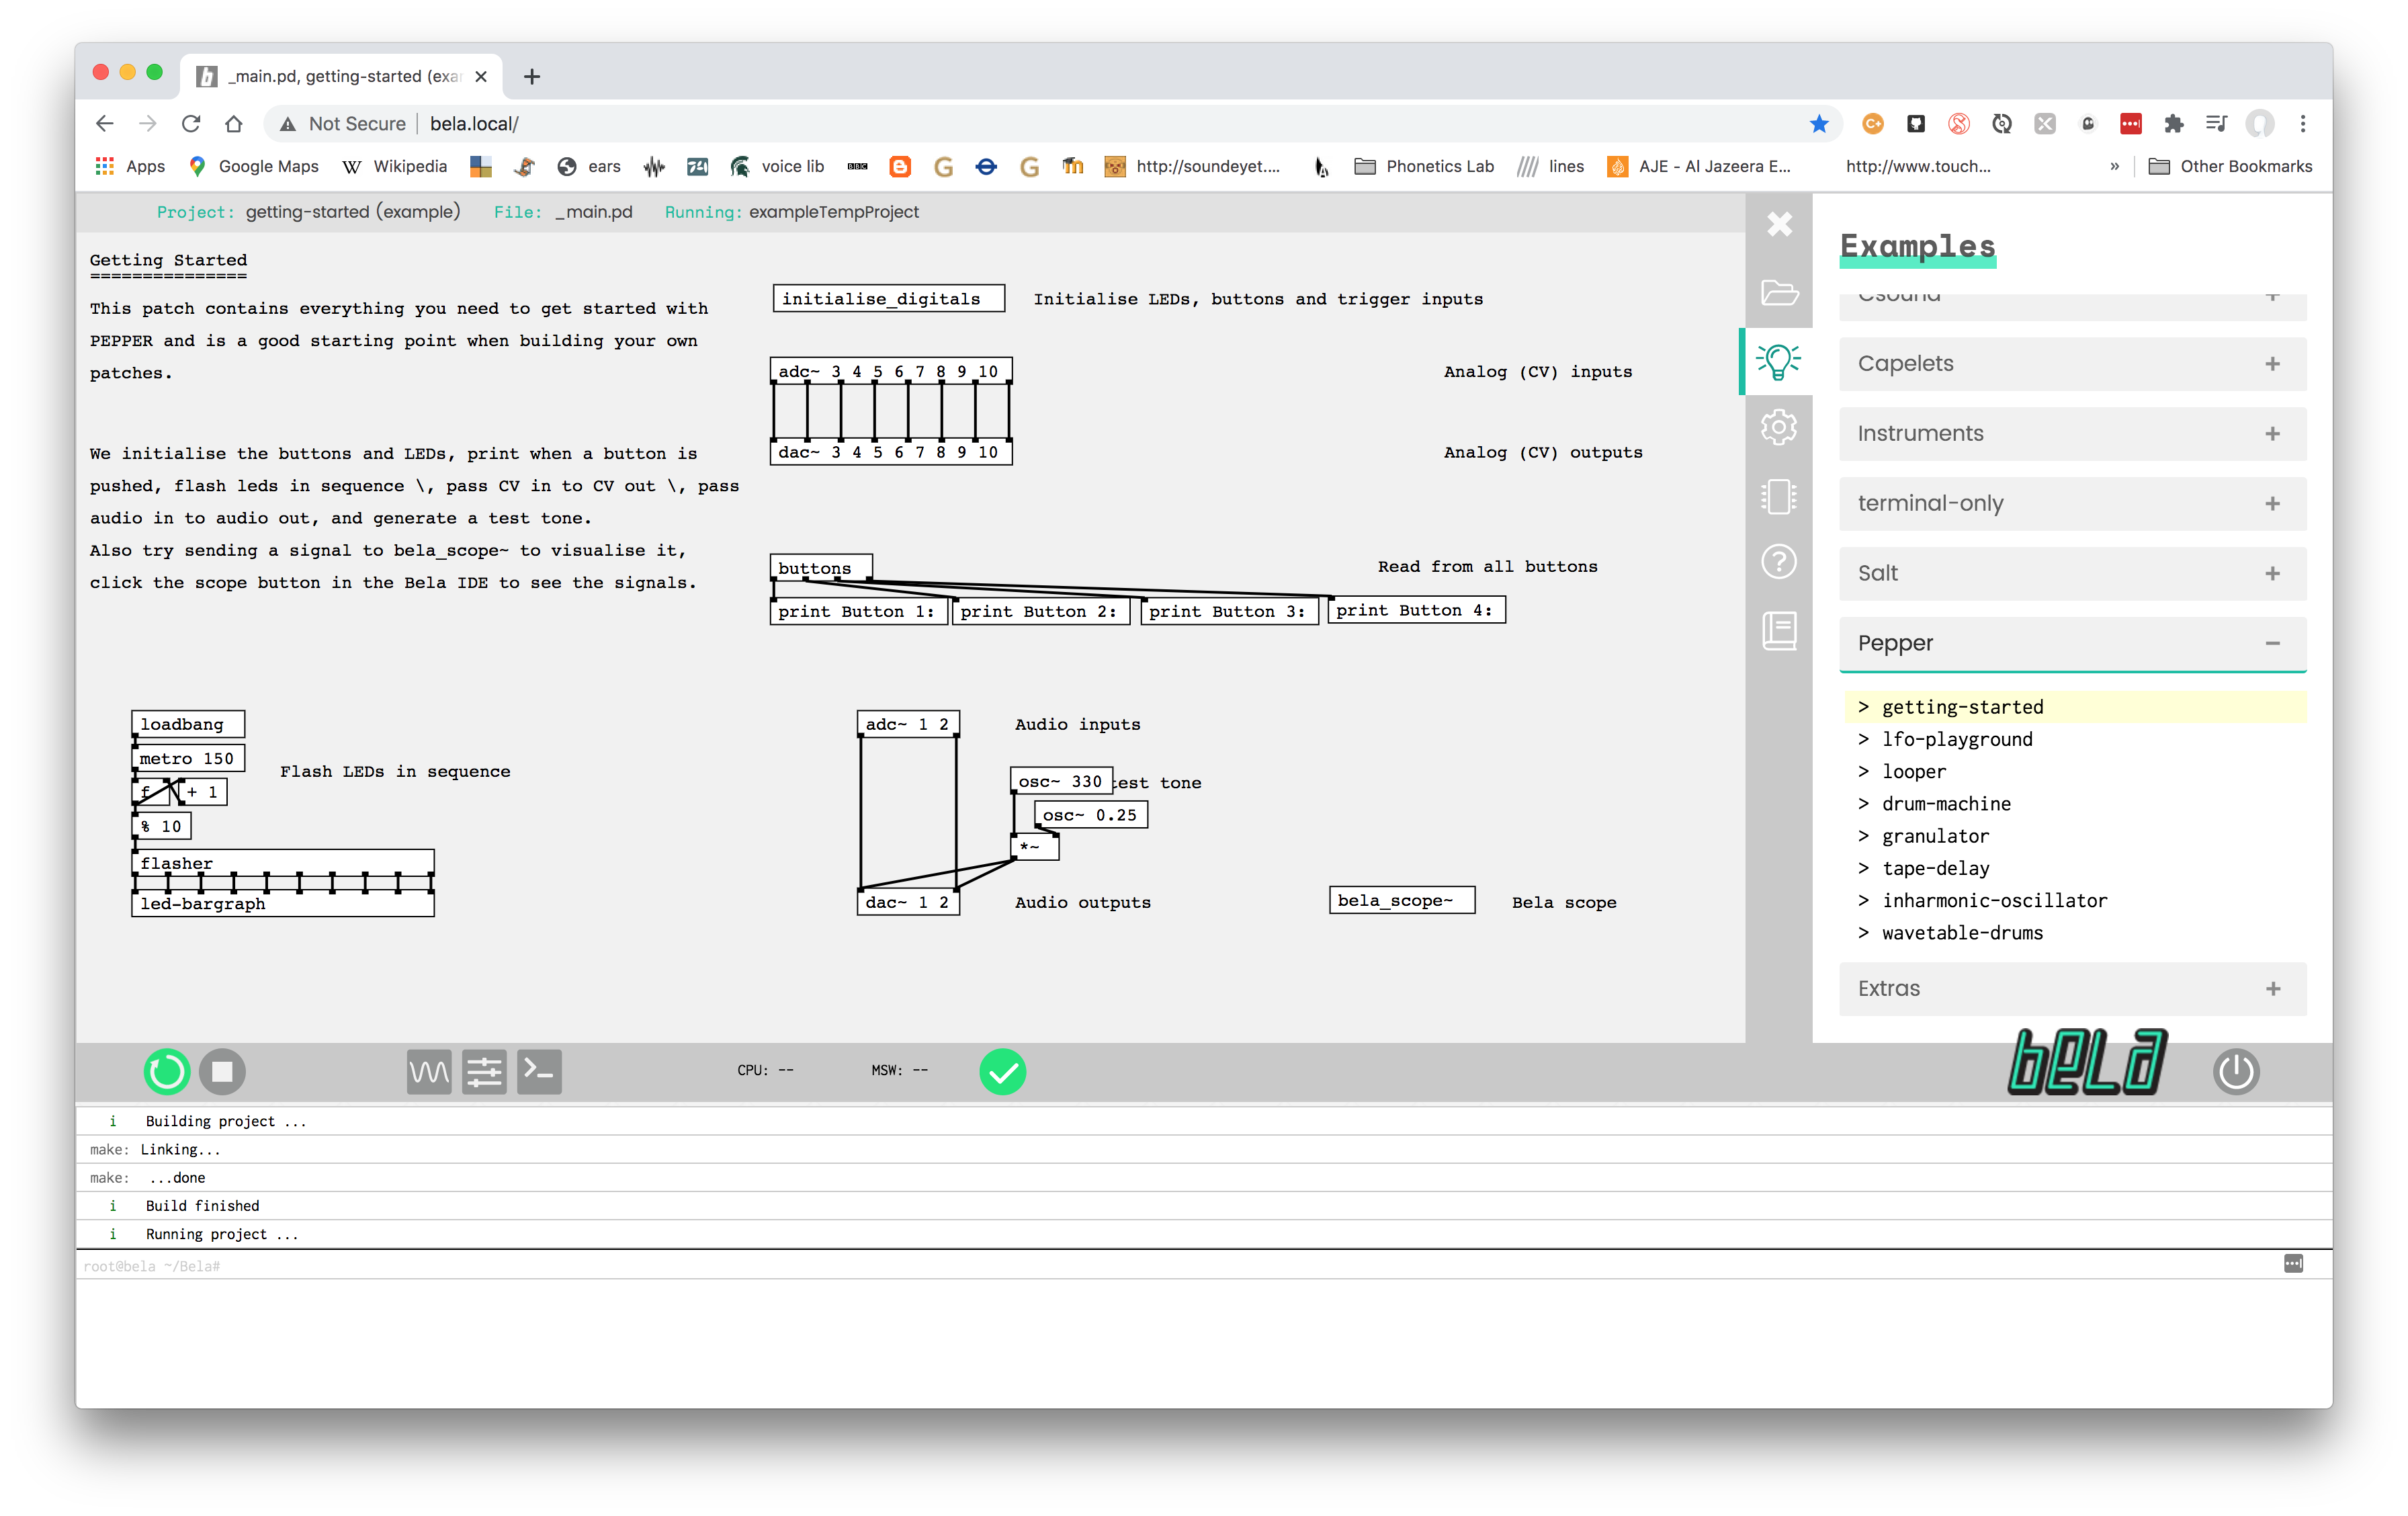 _main.pd, getting-started (exa
Not Secure bela.local/
Apps Google Maps Wikipedia ears voice lib BBC http://soundeyet.... Phonetics Lab lines AJE - Al Jazeera E... http://www.touch... » Other Bookmarks
Project: getting-started (example) File: _main.pd Running: exampleTempProject
Getting Started
===============
This patch contains everything you need to get started with
PEPPER and is a good starting point when building your own
patches.
We initialise the buttons and LEDs, print when a button is
pushed, flash leds in sequence \, pass CV in to CV out \, pass
audio in to audio out, and generate a test tone.
Also try sending a signal to bela_scope~ to visualise it,
click the scope button in the Bela IDE to see the signals.
initialise_digitals Initialise LEDs, buttons and trigger inputs
adc~ 3 4 5 6 7 8 9 10 Analog (CV) inputs
dac~ 3 4 5 6 7 8 9 10 Analog (CV) outputs
buttons Read from all buttons
print Button 1: print Button 2: print Button 3: print Button 4:
loadbang
metro 150
Flash LEDs in sequence
f + 1
% 10
flasher
led-bargraph
adc~ 1 2 Audio inputs
osc~ 330 test tone
osc~ 0.25
*~
dac~ 1 2 Audio outputs
bela_scope~ Bela scope
Examples
Csound +
Capelets +
Instruments +
terminal-only +
Salt +
Pepper −
> getting-started
> lfo-playground
> looper
> drum-machine
> granulator
> tape-delay
> inharmonic-oscillator
> wavetable-drums
Extras +
CPU: -- MSW: -- bela
i Building project ...
make: Linking...
make: ...done
i Build finished
i Running project ...
root@bela ~/Bela#